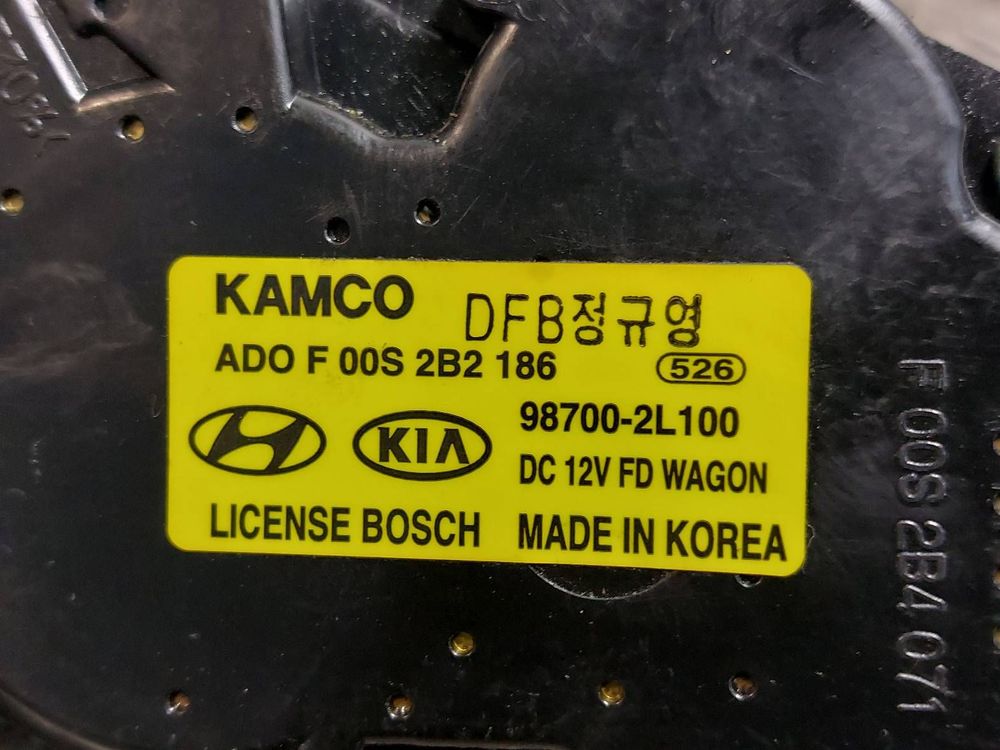 KAMCO DFB정규영
ADO F 00S 2B2 186 526
KIA 98700-2L100
DC 12V FD WAGON
LICENSE BOSCH MADE IN KOREA
F 00S 2B4 071